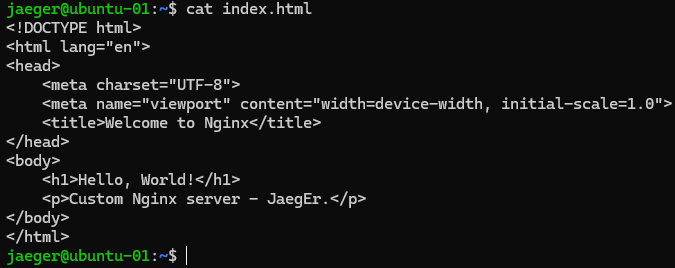 jaeger@ubuntu-01:~$ cat index.html
<!DOCTYPE html>
<html lang="en">
<head>
    <meta charset="UTF-8">
    <meta name="viewport" content="width=device-width, initial-scale=1.0">
    <title>Welcome to Nginx</title>
</head>
<body>
    <h1>Hello, World!</h1>
    <p>Custom Nginx server - JaegEr.</p>
</body>
</html>
jaeger@ubuntu-01:~$